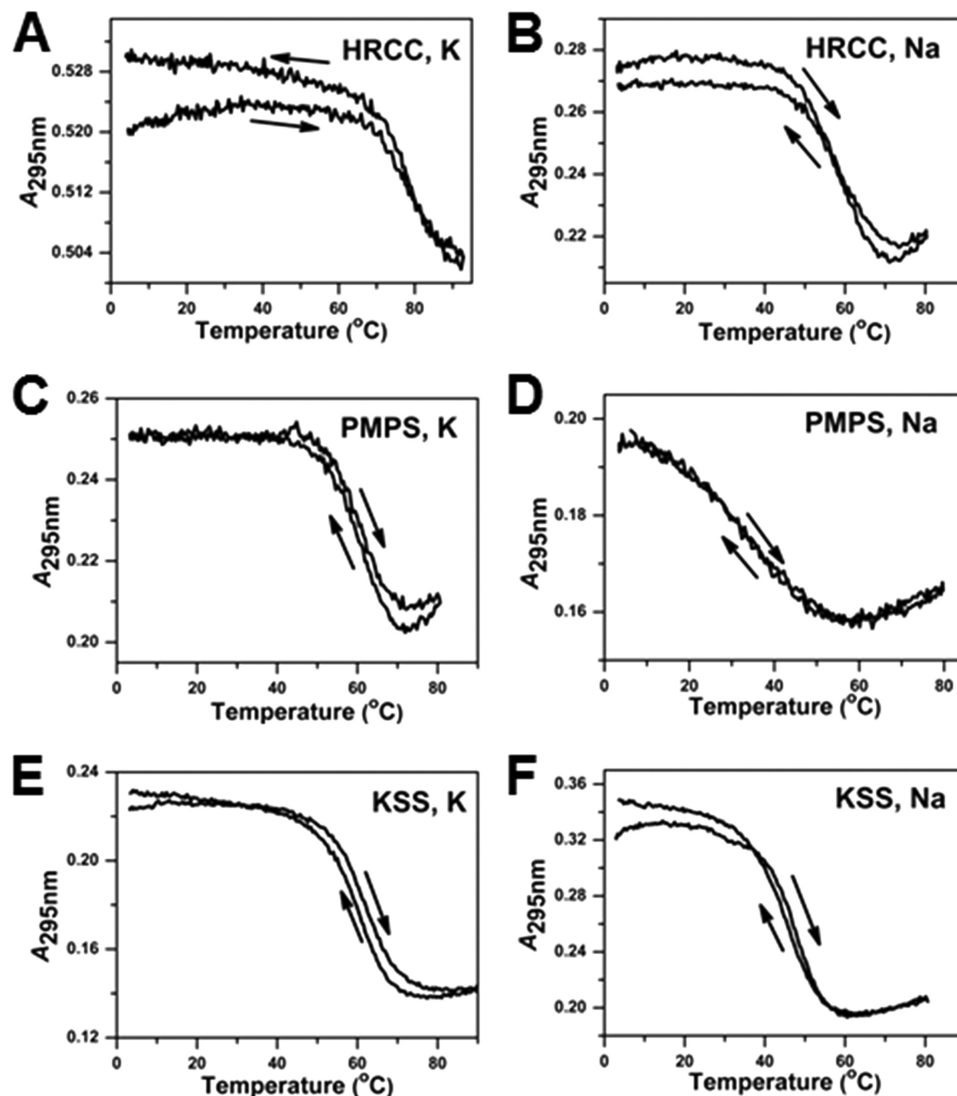 A
HRCC, K
A295nm
0.528
0.520
0.512
0.504
0 20 40 60 80
Temperature (°C)
B
HRCC, Na
A295nm
0.28
0.26
0.24
0.22
0 20 40 60 80
Temperature (°C)
C
PMPS, K
A295nm
0.26
0.24
0.22
0.20
0 20 40 60 80
Temperature (°C)
D
PMPS, Na
A295nm
0.20
0.18
0.16
0 20 40 60 80
Temperature (°C)
E
KSS, K
A295nm
0.24
0.20
0.16
0.12
0 20 40 60 80
Temperature (°C)
F
KSS, Na
A295nm
0.36
0.32
0.28
0.24
0.20
0 20 40 60 80
Temperature (°C)